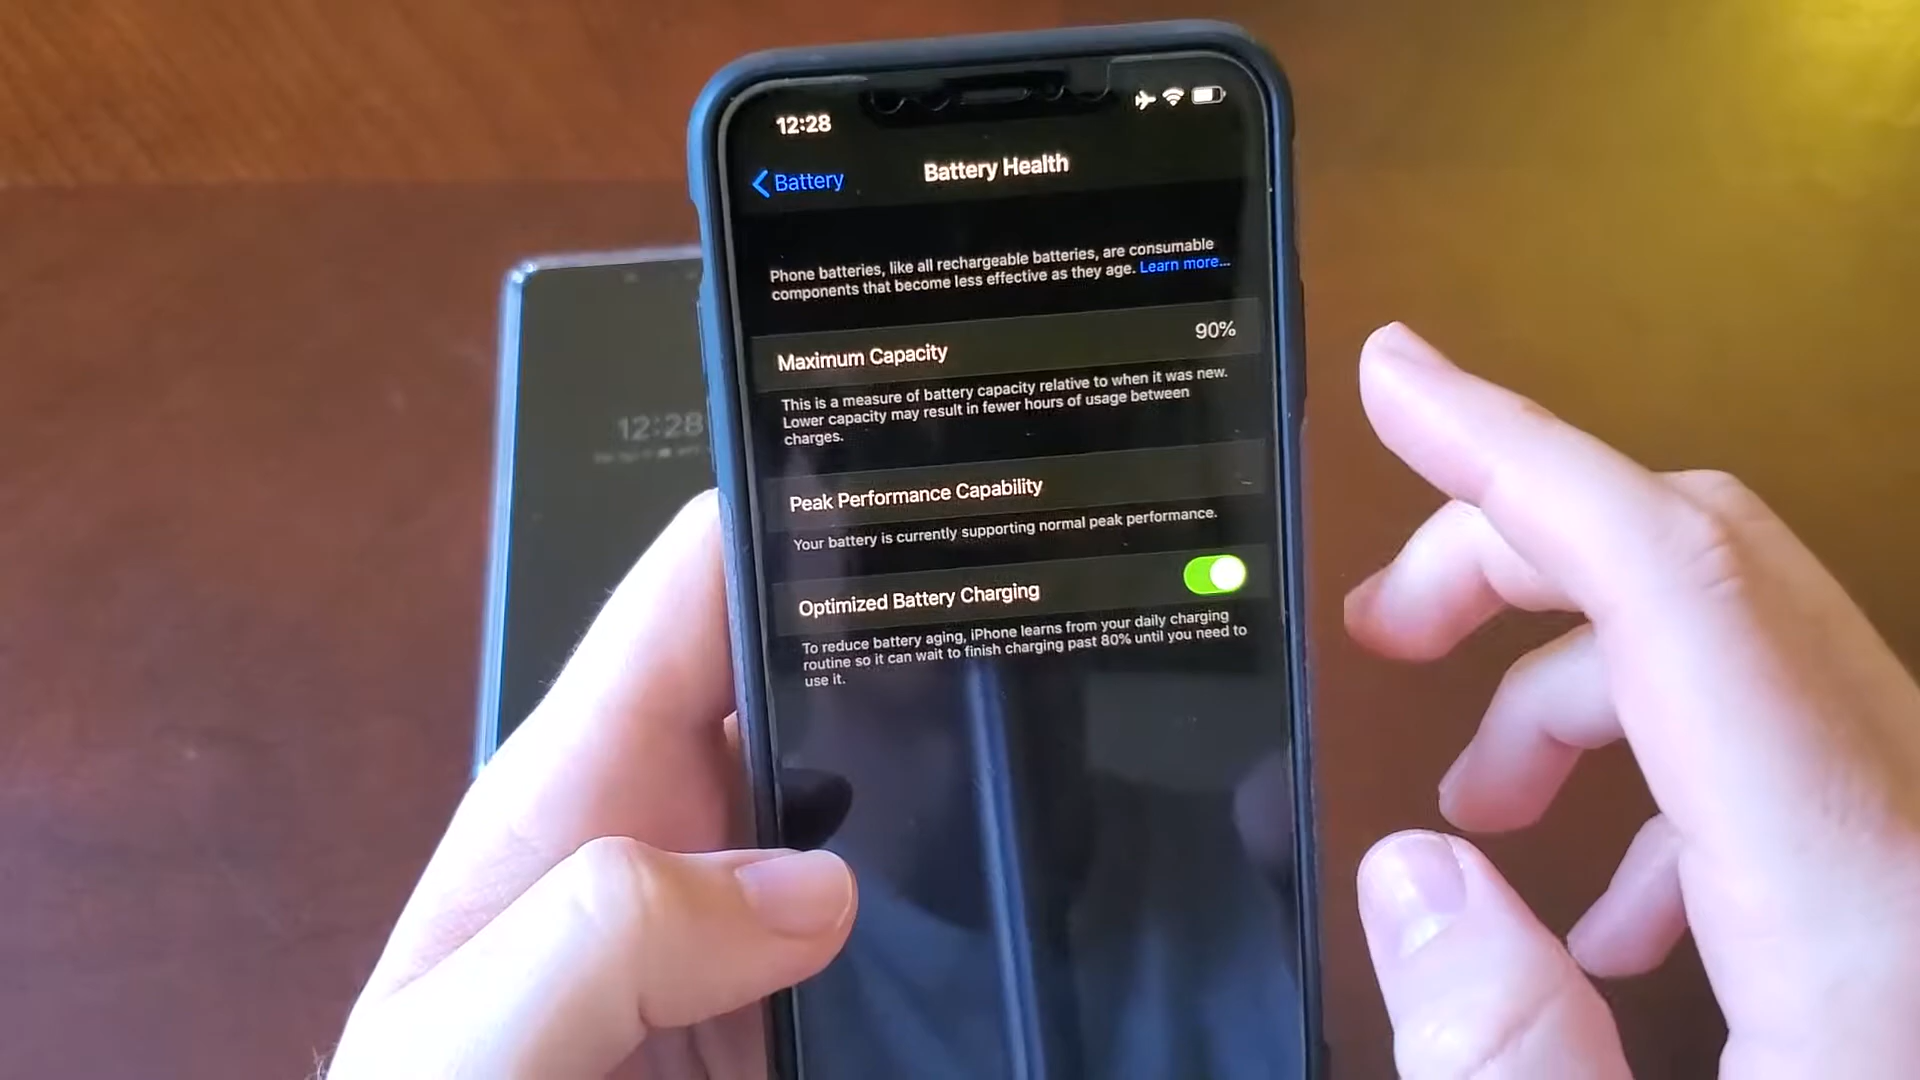 12:28
Battery
Battery Health
Phone batteries, like all rechargeable batteries, are consumable
components that become less effective as they age. Learn more...
Maximum Capacity
90%
This is a measure of battery capacity relative to when it was new.
Lower capacity may result in fewer hours of usage between
charges.
Peak Performance Capability
Your battery is currently supporting normal peak performance.
Optimized Battery Charging
To reduce battery aging, iPhone learns from your daily charging
routine so it can wait to finish charging past 80% until you need to
use it.
12:28